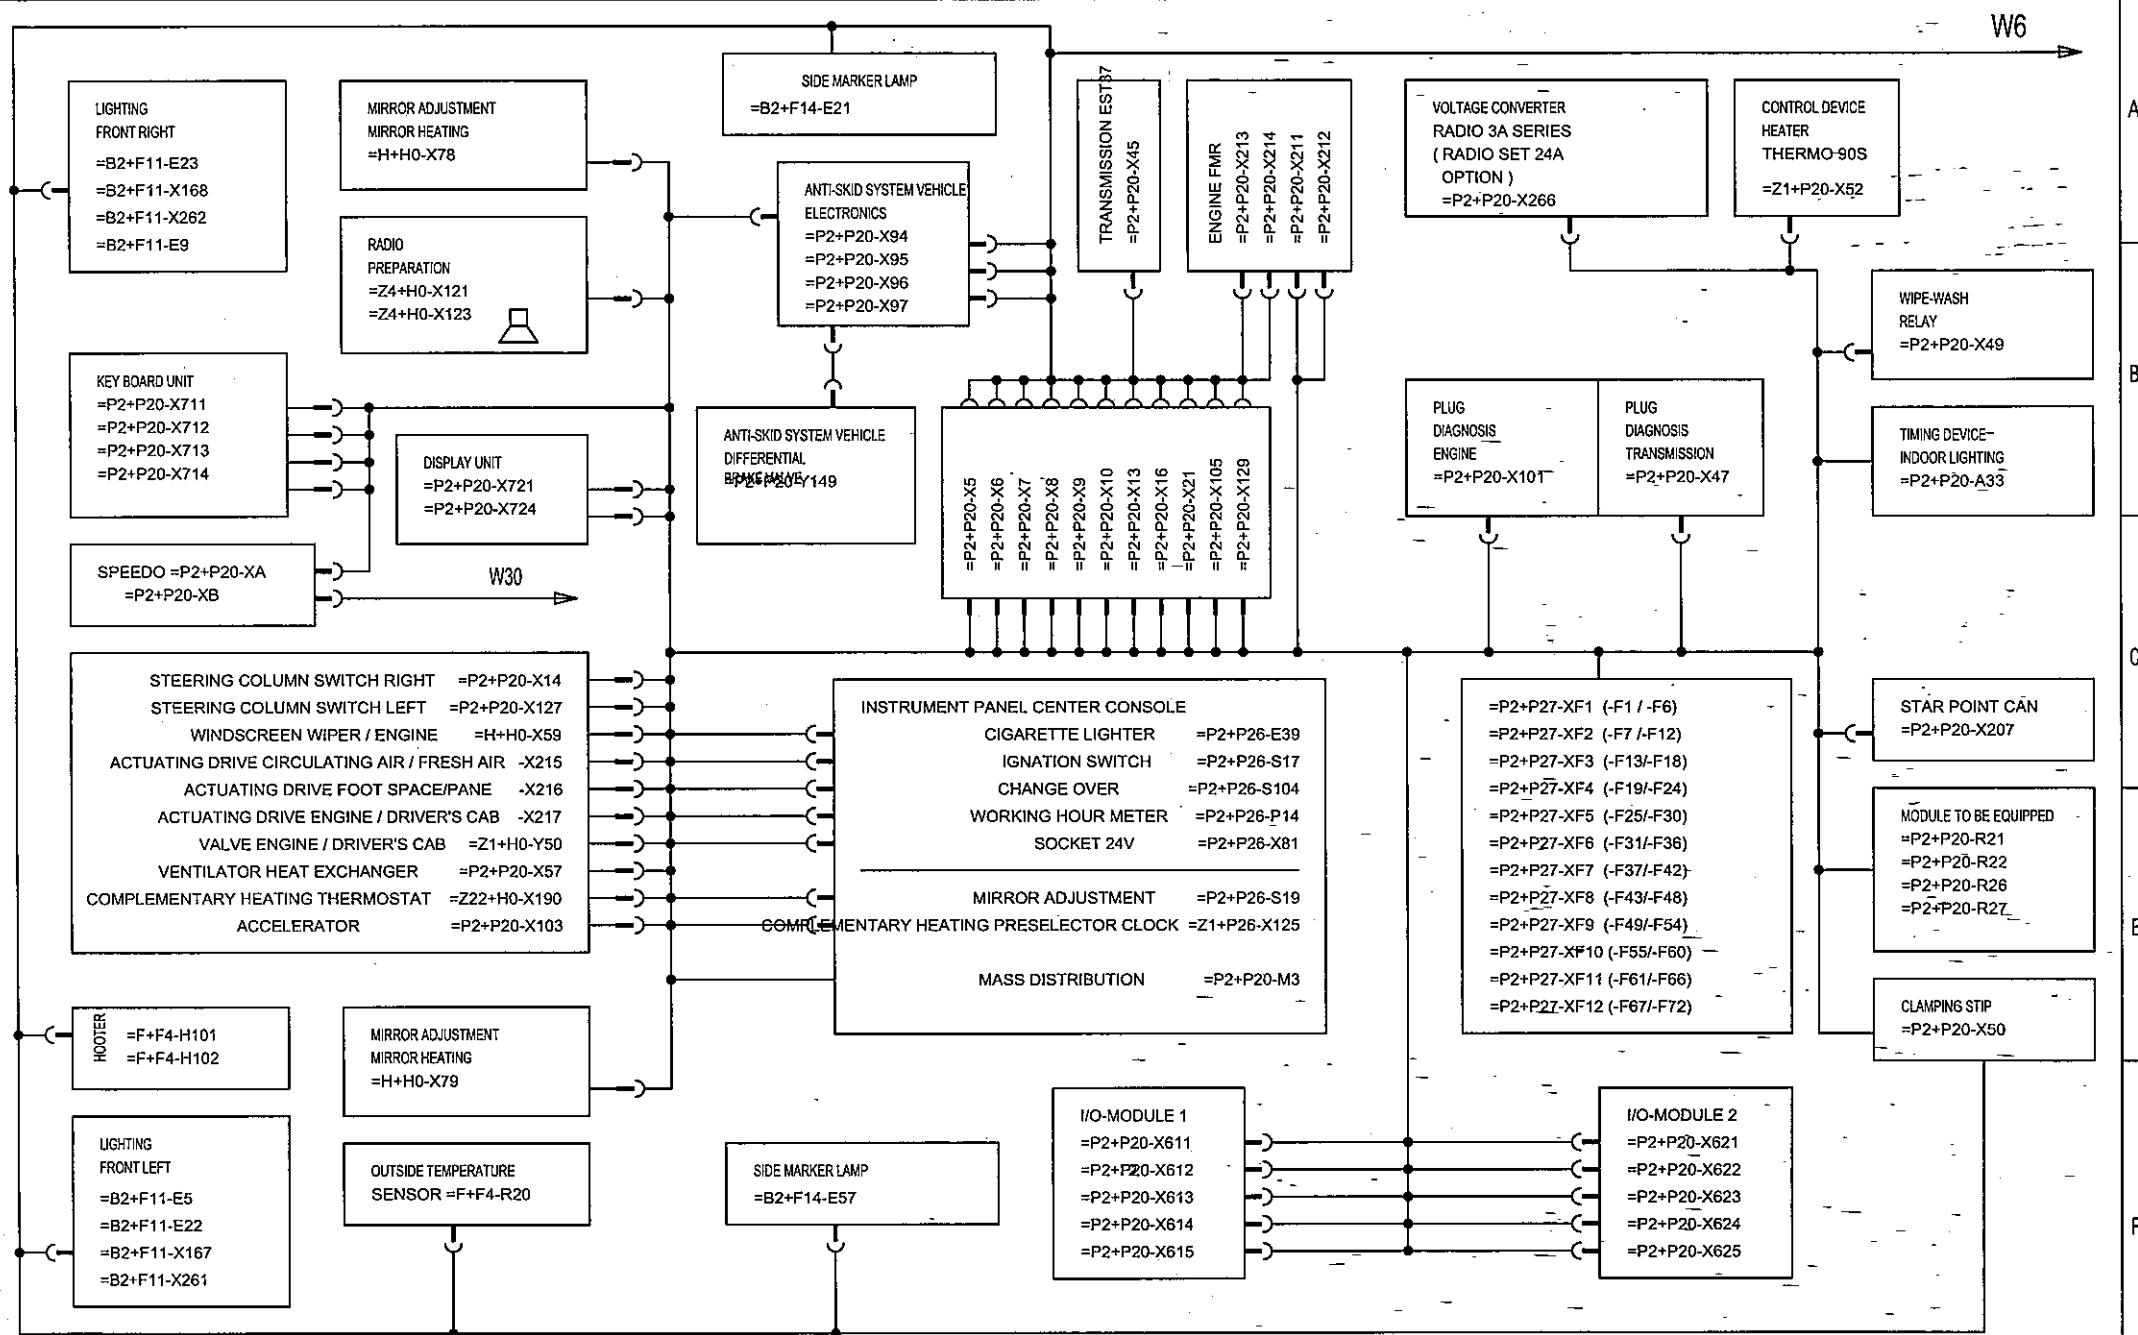 W6
LIGHTING
FRONT RIGHT
=B2+F11-E23
=B2+F11-X168
=B2+F11-X262
=B2+F11-E9
MIRROR ADJUSTMENT
MIRROR HEATING
=H+H0-X78
SIDE MARKER LAMP
=B2+F14-E21
TRANSMISSION EST37
=P2+P20-X45
ENGINE FMR
=P2+P20-X213
=P2+P20-X214
=P2+P20-X211
=P2+P20-X212
VOLTAGE CONVERTER
RADIO 3A SERIES
( RADIO SET 24A
OPTION )
=P2+P20-X266
CONTROL DEVICE
HEATER
THERMO 90S
=Z1+P20-X52
A
RADIO
PREPARATION
=Z4+H0-X121
=Z4+H0-X123
ANTI-SKID SYSTEM VEHICLE
ELECTRONICS
=P2+P20-X94
=P2+P20-X95
=P2+P20-X96
=P2+P20-X97
WIPE-WASH
RELAY
=P2+P20-X49
B
KEY BOARD UNIT
=P2+P20-X711
=P2+P20-X712
=P2+P20-X713
=P2+P20-X714
DISPLAY UNIT
=P2+P20-X721
=P2+P20-X724
ANTI-SKID SYSTEM VEHICLE
DIFFERENTIAL
BRAKE VALVE
=P2+P20-Y149
=P2+P20-X5
=P2+P20-X6
=P2+P20-X7
=P2+P20-X8
=P2+P20-X9
=P2+P20-X10
=P2+P20-X13
=P2+P20-X16
=P2+P20-X21
=P2+P20-X105
=P2+P20-X129
PLUG
DIAGNOSIS
ENGINE
=P2+P20-X101
PLUG
DIAGNOSIS
TRANSMISSION
=P2+P20-X47
TIMING DEVICE
INDOOR LIGHTING
=P2+P20-A33
SPEEDO =P2+P20-XA
=P2+P20-XB
W30
C
STEERING COLUMN SWITCH RIGHT =P2+P20-X14
STEERING COLUMN SWITCH LEFT =P2+P20-X127
WINDSCREEN WIPER / ENGINE =H+H0-X59
ACTUATING DRIVE CIRCULATING AIR / FRESH AIR -X215
ACTUATING DRIVE FOOT SPACE/PANE -X216
ACTUATING DRIVE ENGINE / DRIVER'S CAB -X217
VALVE ENGINE / DRIVER'S CAB =Z1+H0-Y50
VENTILATOR HEAT EXCHANGER =P2+P20-X57
COMPLEMENTARY HEATING THERMOSTAT =Z22+H0-X190
ACCELERATOR =P2+P20-X103
INSTRUMENT PANEL CENTER CONSOLE
CIGARETTE LIGHTER =P2+P26-E39
IGNATION SWITCH =P2+P26-S17
CHANGE OVER =P2+P26-S104
WORKING HOUR METER =P2+P26-P14
SOCKET 24V =P2+P26-X81
MIRROR ADJUSTMENT =P2+P26-S19
COMPLEMENTARY HEATING PRESELECTOR CLOCK =Z1+P26-X125
MASS DISTRIBUTION =P2+P20-M3
=P2+P27-XF1 (-F1 / -F6)
=P2+P27-XF2 (-F7 /-F12)
=P2+P27-XF3 (-F13/-F18)
=P2+P27-XF4 (-F19/-F24)
=P2+P27-XF5 (-F25/-F30)
=P2+P27-XF6 (-F31/-F36)
=P2+P27-XF7 (-F37/-F42)
=P2+P27-XF8 (-F43/-F48)
=P2+P27-XF9 (-F49/-F54)
=P2+P27-XF10 (-F55/-F60)
=P2+P27-XF11 (-F61/-F66)
=P2+P27-XF12 (-F67/-F72)
STAR POINT CAN
=P2+P20-X207
MODULE TO BE EQUIPPED
=P2+P20-R21
=P2+P20-R22
=P2+P20-R26
=P2+P20-R27
E
CLAMPING STIP
=P2+P20-X50
HOOTER
=F+F4-H101
=F+F4-H102
MIRROR ADJUSTMENT
MIRROR HEATING
=H+H0-X79
LIGHTING
FRONT LEFT
=B2+F11-E5
=B2+F11-E22
=B2+F11-X167
=B2+F11-X261
OUTSIDE TEMPERATURE
SENSOR =F+F4-R20
SIDE MARKER LAMP
=B2+F14-E57
I/O-MODULE 1
=P2+P20-X611
=P2+P20-X612
=P2+P20-X613
=P2+P20-X614
=P2+P20-X615
I/O-MODULE 2
=P2+P20-X621
=P2+P20-X622
=P2+P20-X623
=P2+P20-X624
=P2+P20-X625
F